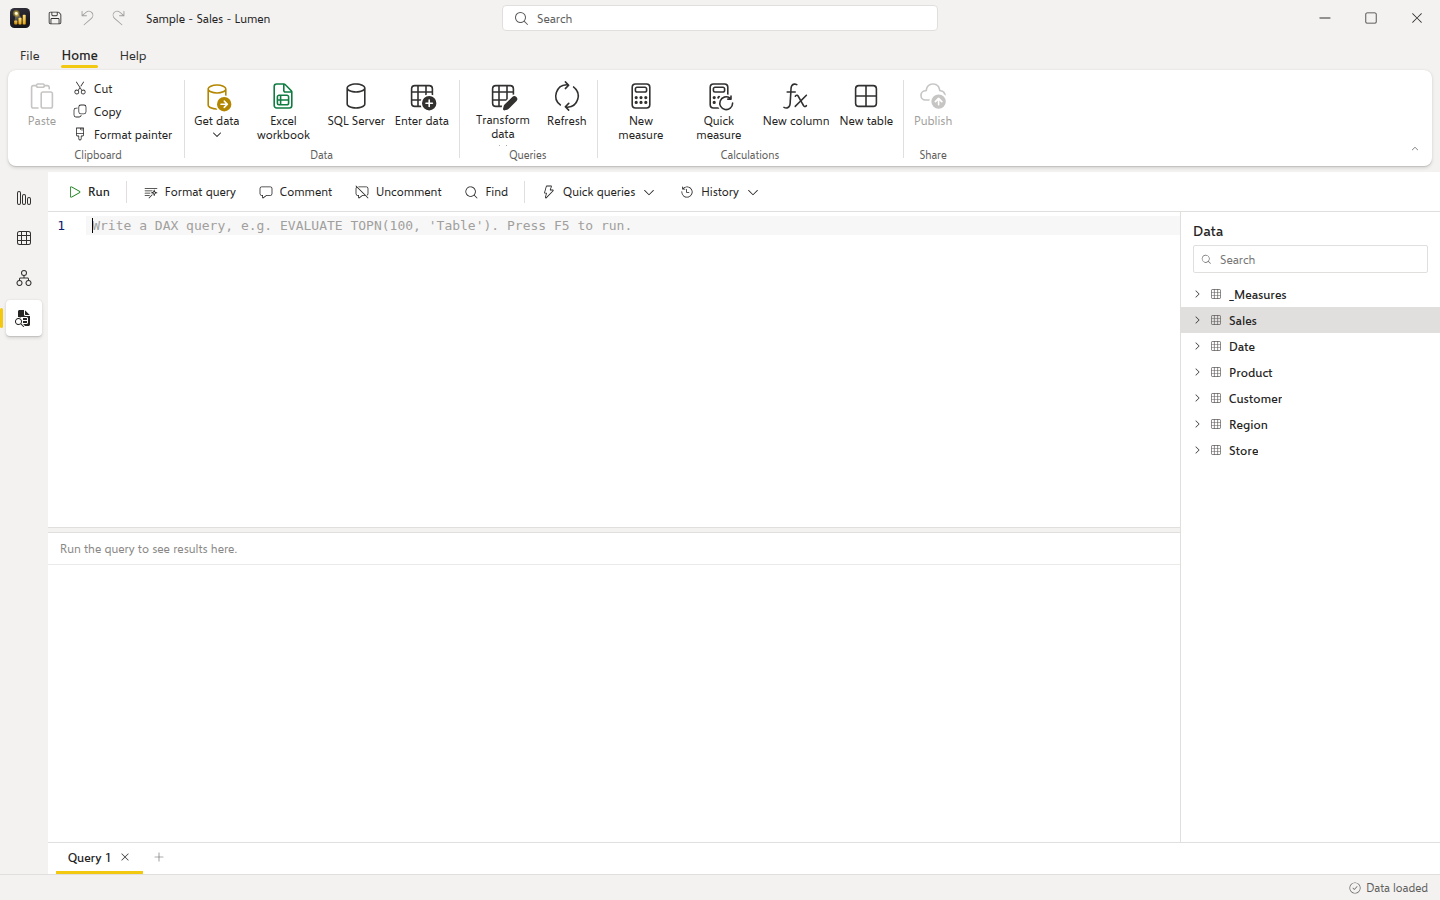 Sample - Sales - Lumen
Search
File
Home
Help
Paste
Cut
Copy
Format painter
Clipboard
Get data
Excel
workbook
SQL Server
Enter data
Data
Transform
data
Refresh
Queries
New
measure
Quick
measure
New column
New table
Calculations
Publish
Share
Run
Format query
Comment
Uncomment
Find
Quick queries
History
1
Write a DAX query, e.g. EVALUATE TOPN(100, 'Table'). Press F5 to run.
Run the query to see results here.
Data
Search
_Measures
Sales
Date
Product
Customer
Region
Store
Query 1
Data loaded